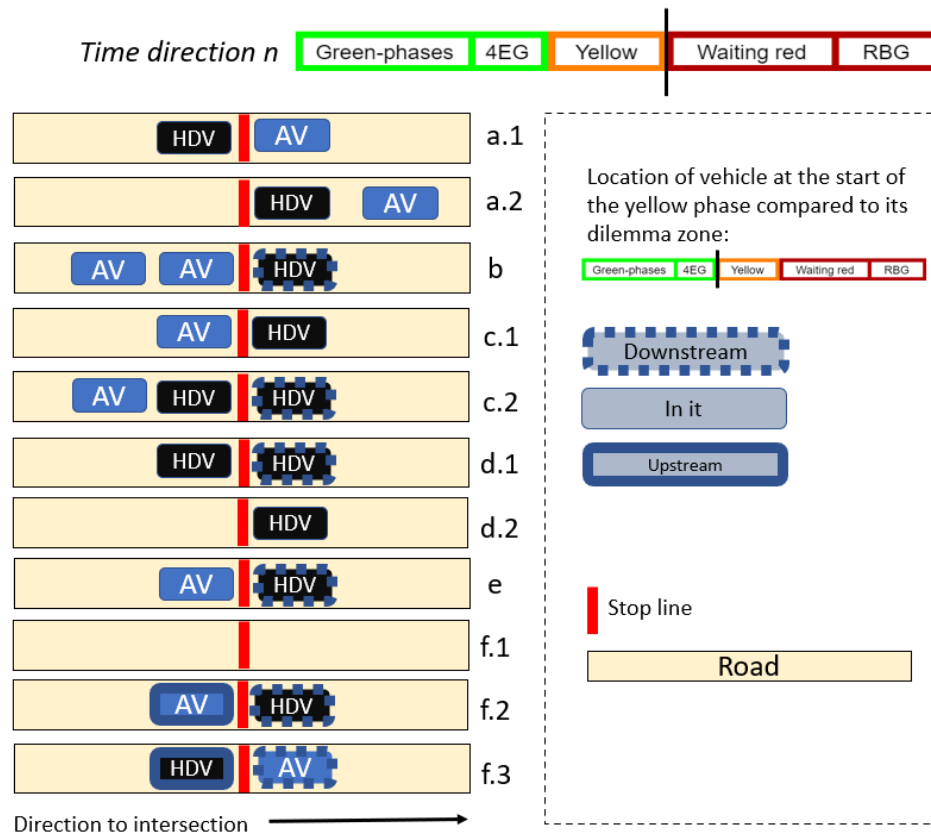 Time direction n
Green-phases 4EG Yellow Waiting red RBG
HDV AV a.1
HDV AV a.2
AV AV HDV b
AV HDV c.1
AV HDV HDV c.2
HDV HDV d.1
HDV d.2
AV HDV e
f.1
AV HDV f.2
HDV AV f.3
Direction to intersection
Location of vehicle at the start of
the yellow phase compared to its
dilemma zone:
Green-phases 4EG Yellow Waiting red RBG
Downstream
In it
Upstream
Stop line
Road